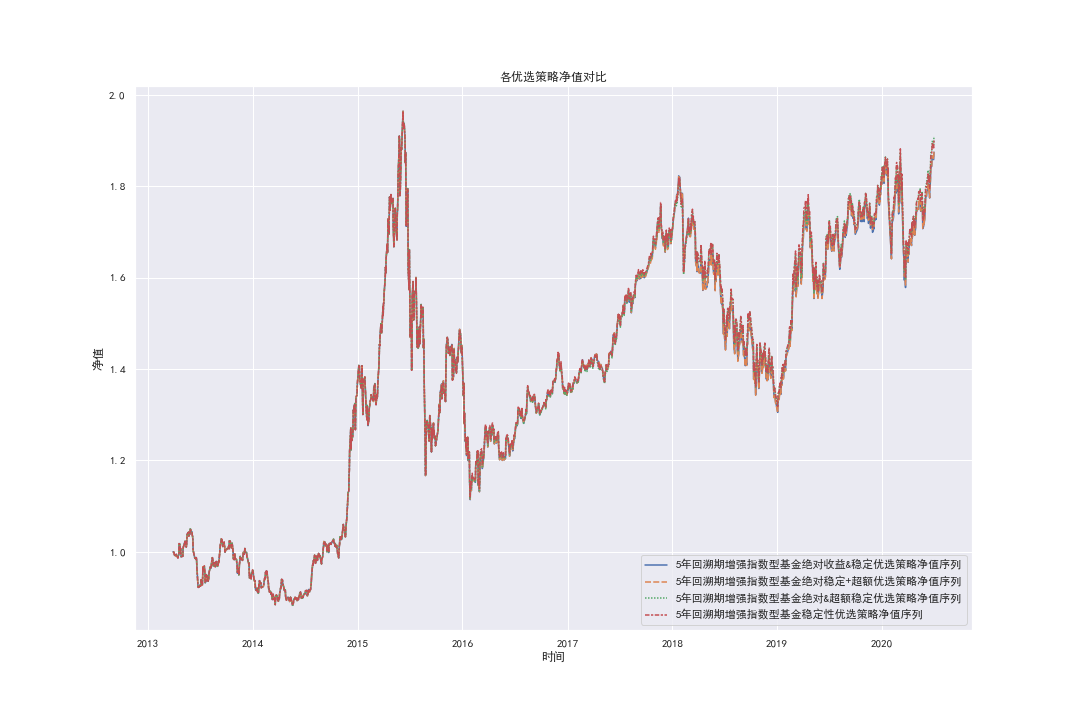 各优选策略净值对比
2.0
1.8
1.6
1.4
1.2
1.0
净值
2013
2014
2015
2016
2017
2018
2019
2020
时间
5年回溯期增强指数型基金绝对收益&稳定优选策略净值序列
5年回溯期增强指数型基金绝对稳定+超额优选策略净值序列
5年回溯期增强指数型基金绝对&超额稳定优选策略净值序列
5年回溯期增强指数型基金稳定性优选策略净值序列